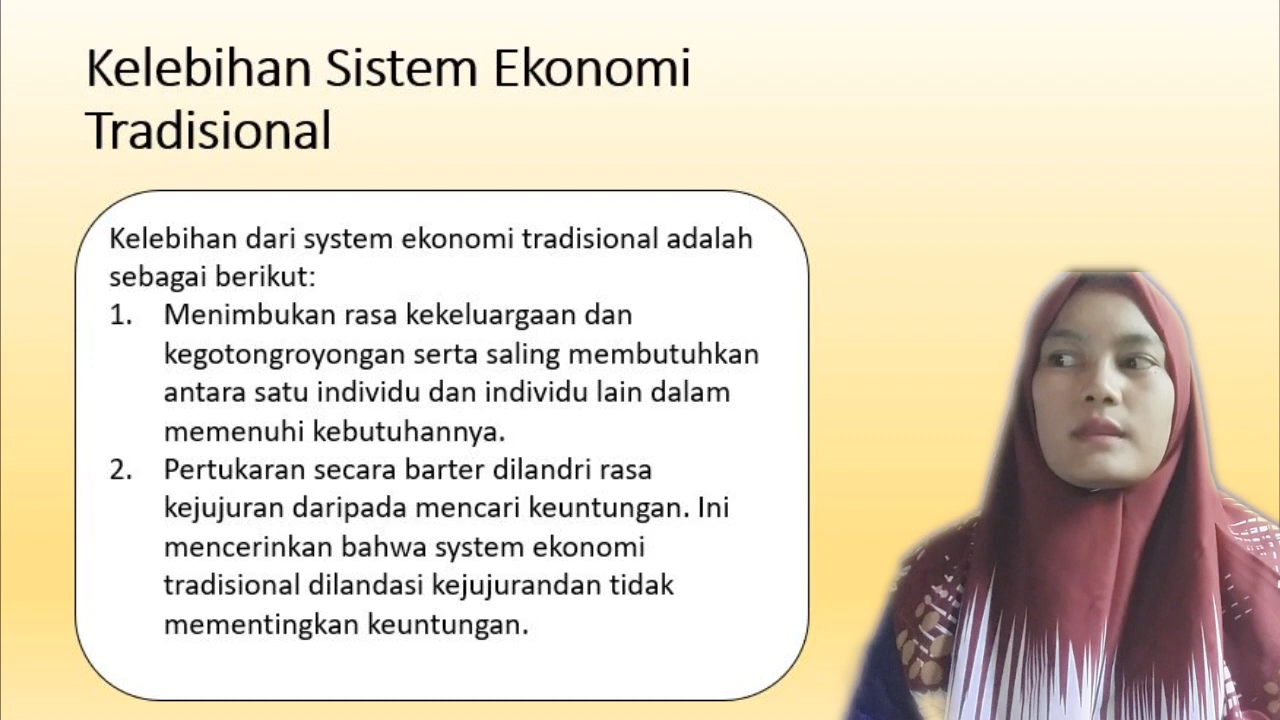 Kelebihan Sistem Ekonomi
Tradisional
Kelebihan dari system ekonomi tradisional adalah
sebagai berikut:
1. Menimbukan rasa kekeluargaan dan
kegotongroyongan serta saling membutuhkan
antara satu individu dan individu lain dalam
memenuhi kebutuhannya.
2. Pertukaran secara barter dilandri rasa
kejujuran daripada mencari keuntungan. Ini
mencerinkan bahwa system ekonomi
tradisional dilandasi kejujurandan tidak
mementingkan keuntungan.